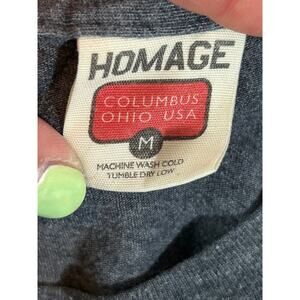 HOMAGE
COLUMBUS
OHIO USA
M
MACHINE WASH COLD
TUMBLE DRY LOW